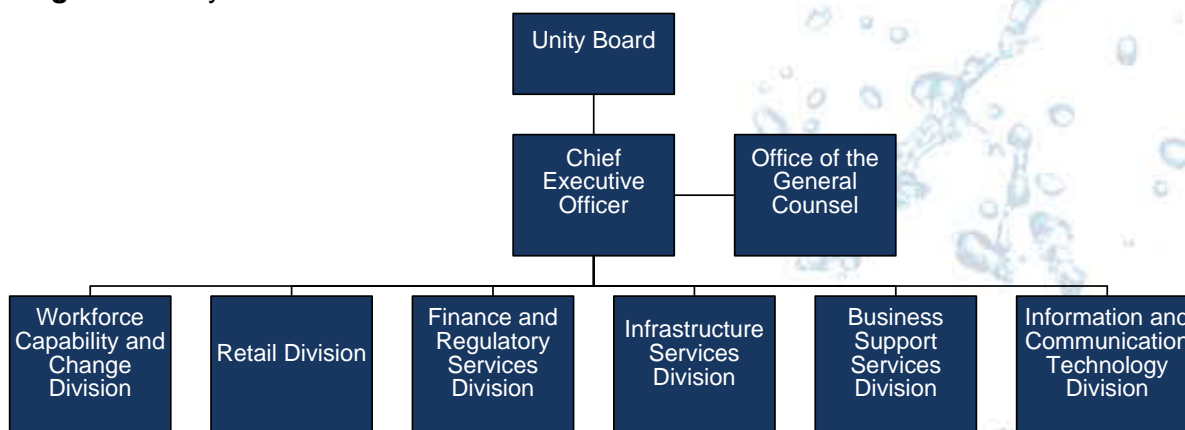 Unity Board
Chief
Executive
Officer
Office of the
General
Counsel
Workforce
Capability and
Change
Division
Retail Division
Finance and
Regulatory
Services
Division
Infrastructure
Services
Division
Business
Support
Services
Division
Information and
Communication
Technology
Division